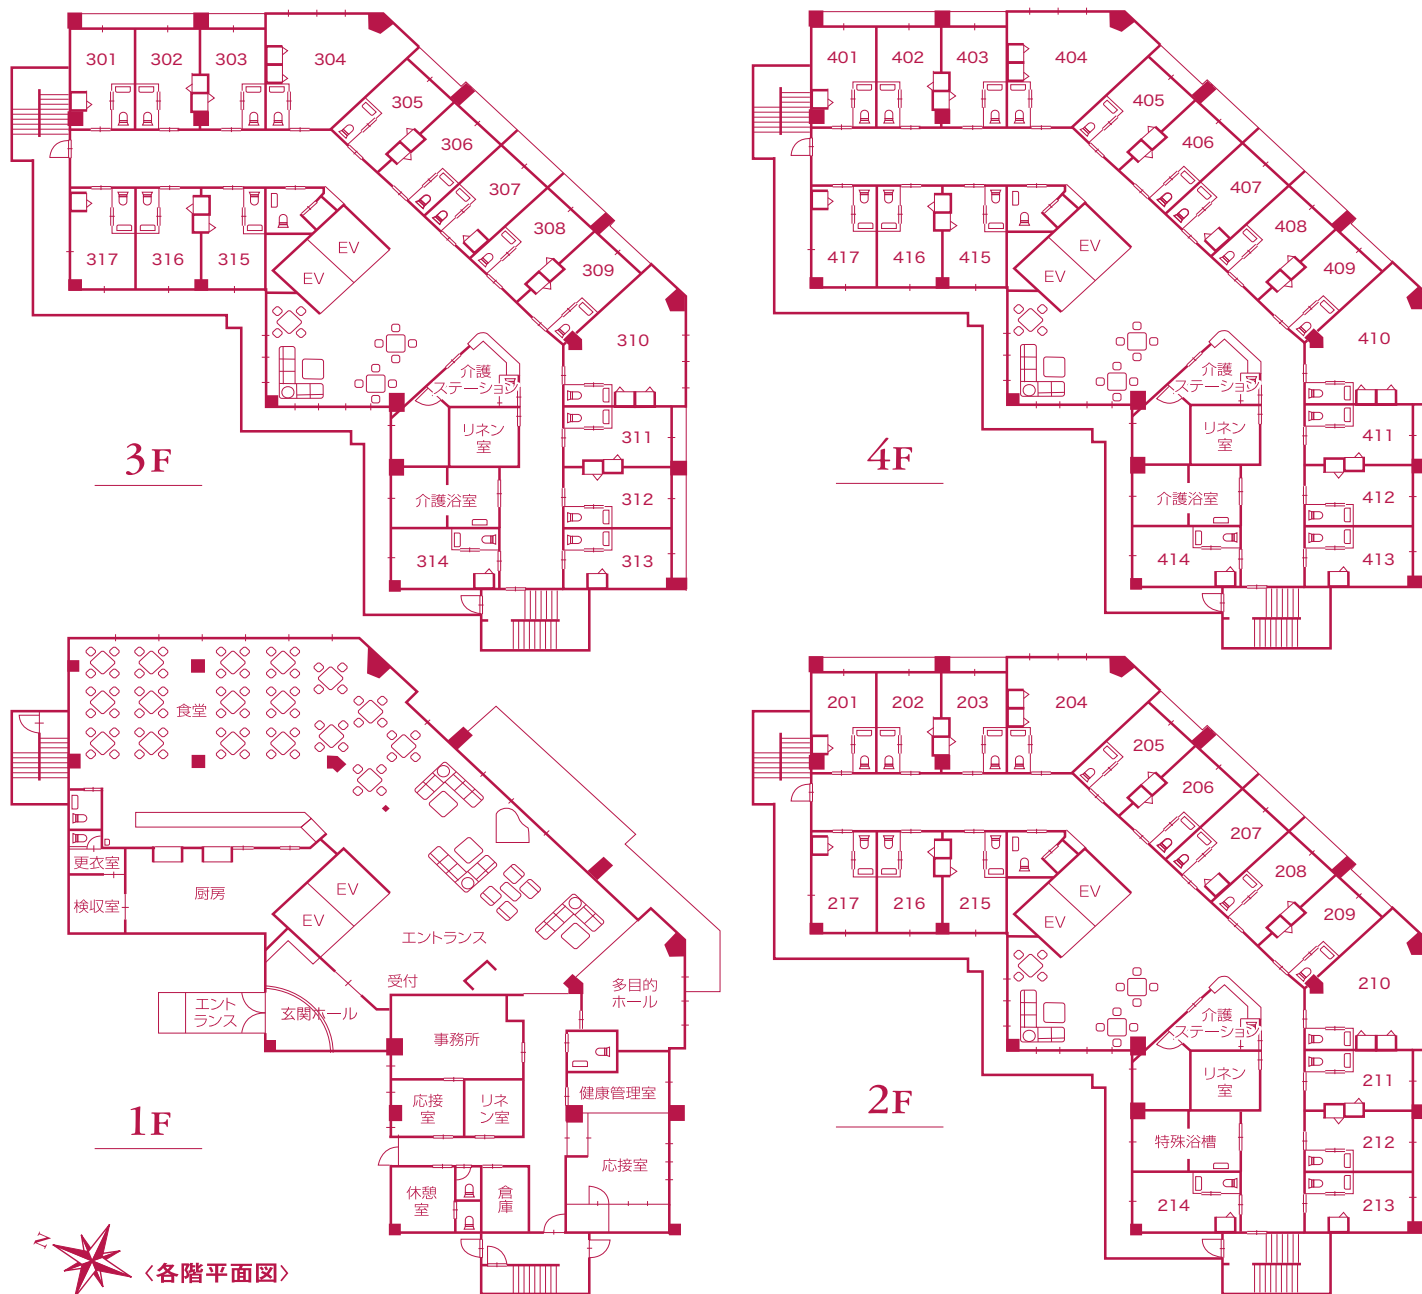 301
302
303
304
305
306
307
308
309
310
311
312
313
314
315
316
317
EV
EV
介護
ステーション
リネン
室
介護浴室
3F
401
402
403
404
405
406
407
408
409
410
411
412
413
414
415
416
417
EV
EV
介護
ステーション
リネン
室
介護浴室
4F
食堂
更衣室
検収室
厨房
EV
EV
エントランス
受付
エント
ランス
玄関ホール
多目的
ホール
事務所
応接
室
リネ
ン室
健康管理室
応接室
休憩
室
倉
庫
1F
201
202
203
204
205
206
207
208
209
210
211
212
213
214
215
216
217
EV
EV
介護
ステーション
リネン
室
特殊浴槽
2F
N
〈各階平面図〉